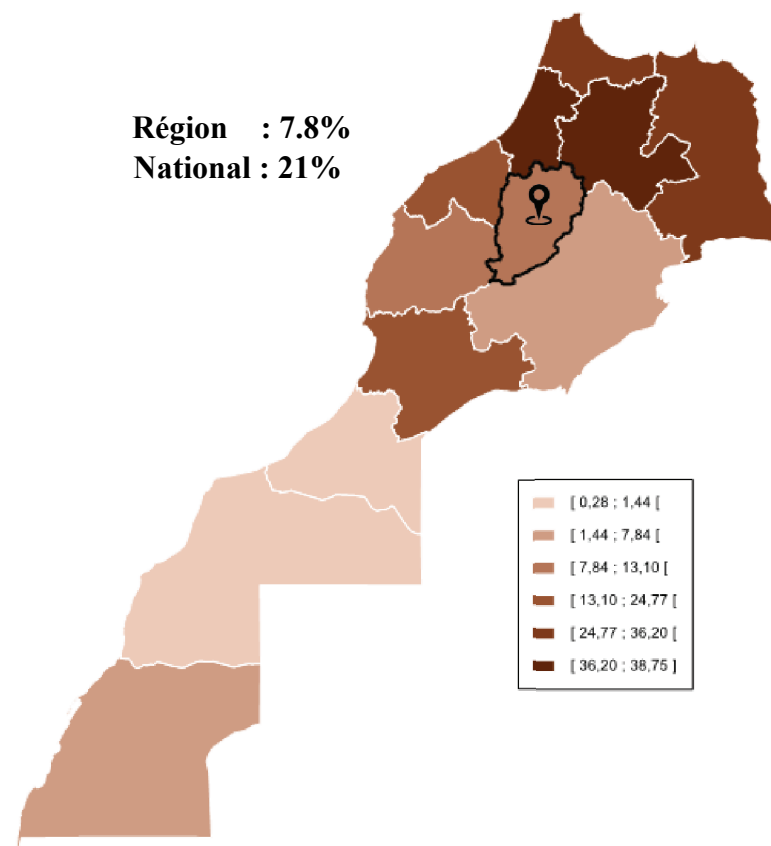 Région : 7.8%
National : 21%
[ 0,28 ; 1,44 [
[ 1,44 ; 7,84 [
[ 7,84 ; 13,10 [
[ 13,10 ; 24,77 [
[ 24,77 ; 36,20 [
[ 36,20 ; 38,75 ]